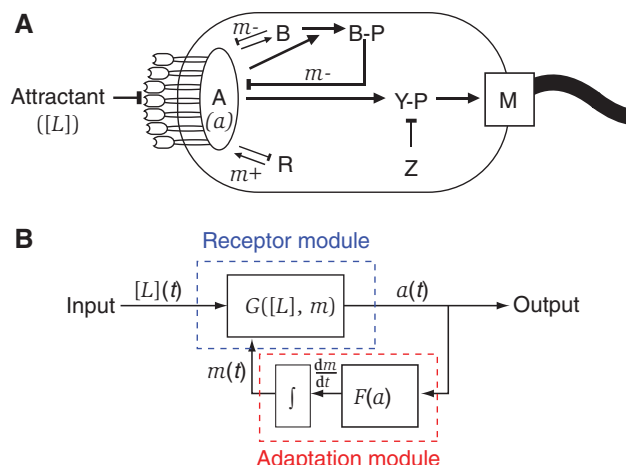 A
m- B B-P
m-
Attractant
([L])
A
(a)
Y-P
M
m+ R
Z
B
Receptor module
Input
[L](t)
G([L], m)
a(t)
Output
m(t)
∫
dm
dt
F(a)
Adaptation module